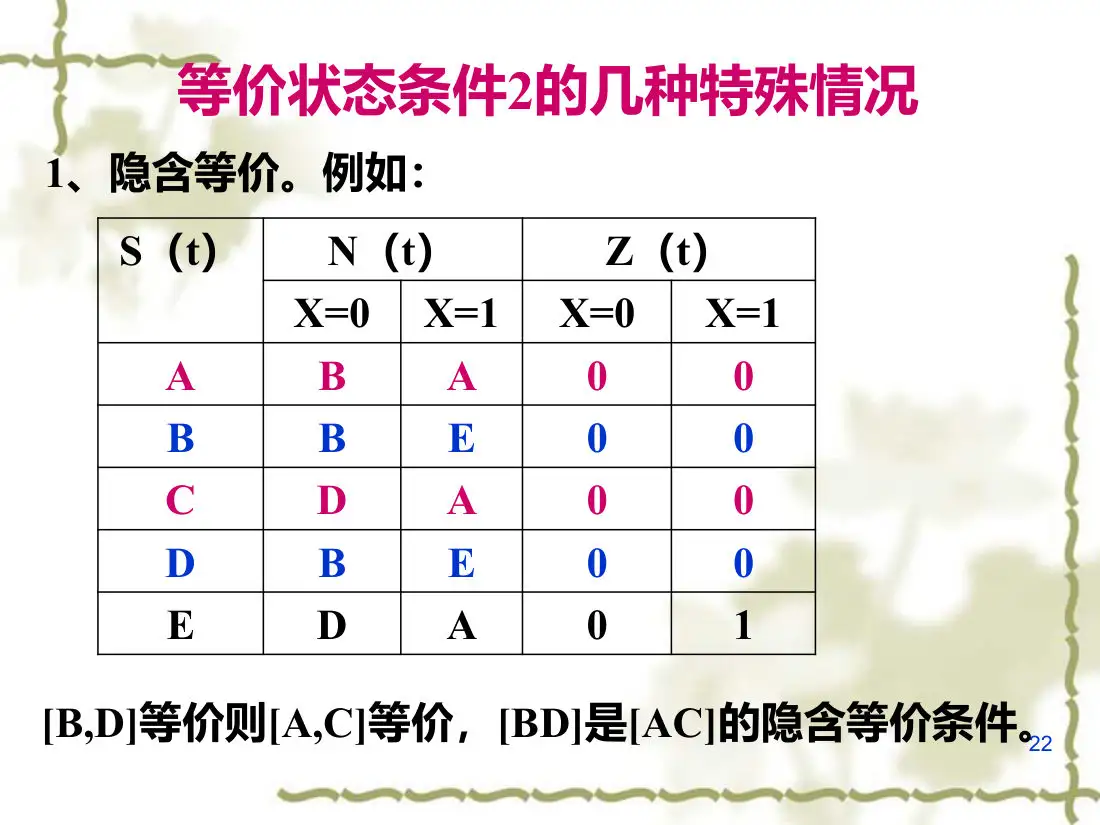 等价状态条件2的几种特殊情况
1、隐含等价。例如：
S（t） N（t） Z（t）
X=0 X=1 X=0 X=1
A B A 0 0
B B E 0 0
C D A 0 0
D B E 0 0
E D A 0 1
[B,D]等价则[A,C]等价，[BD]是[AC]的隐含等价条件。
22